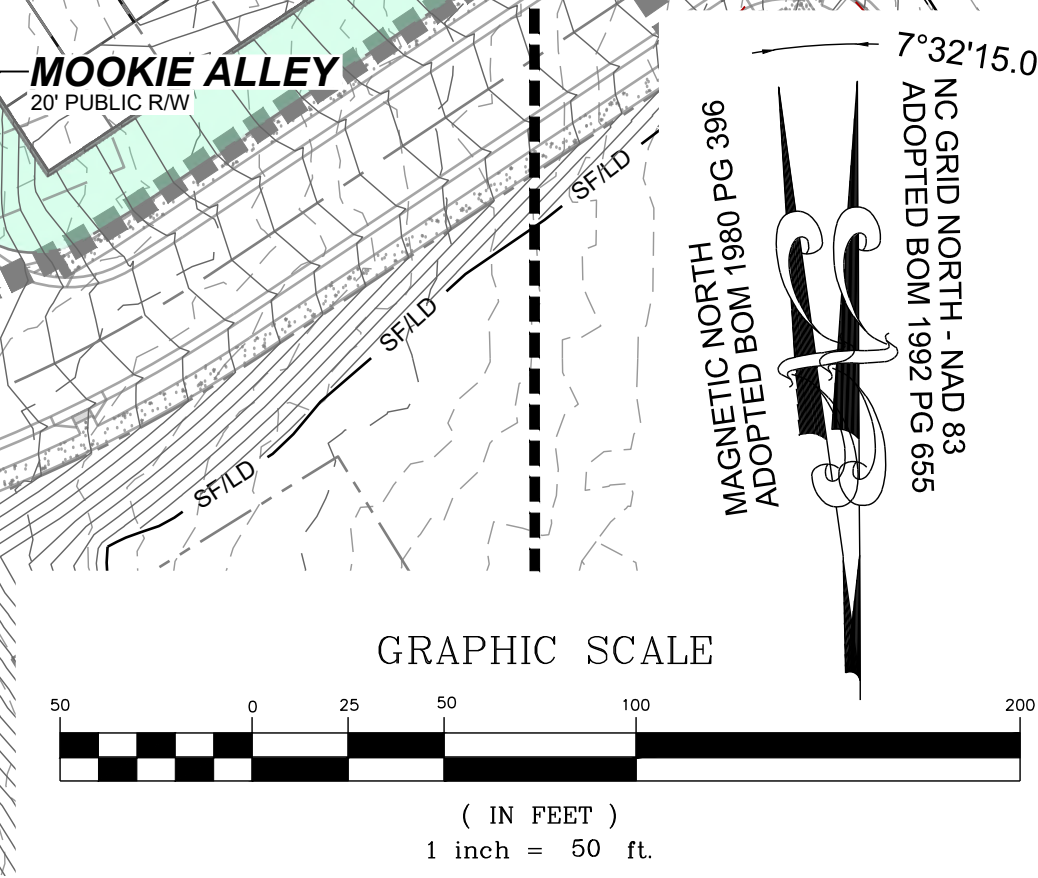 MOOKIE ALLEY
20' PUBLIC R/W
SF/LD
SF/LD
SF/LD
7°32'15.0
MAGNETIC NORTH
ADOPTED BOM 1980 PG 396
NC GRID NORTH - NAD 83
ADOPTED BOM 1992 PG 655
GRAPHIC SCALE
50 0 25 50 100 200
( IN FEET )
1 inch = 50 ft.